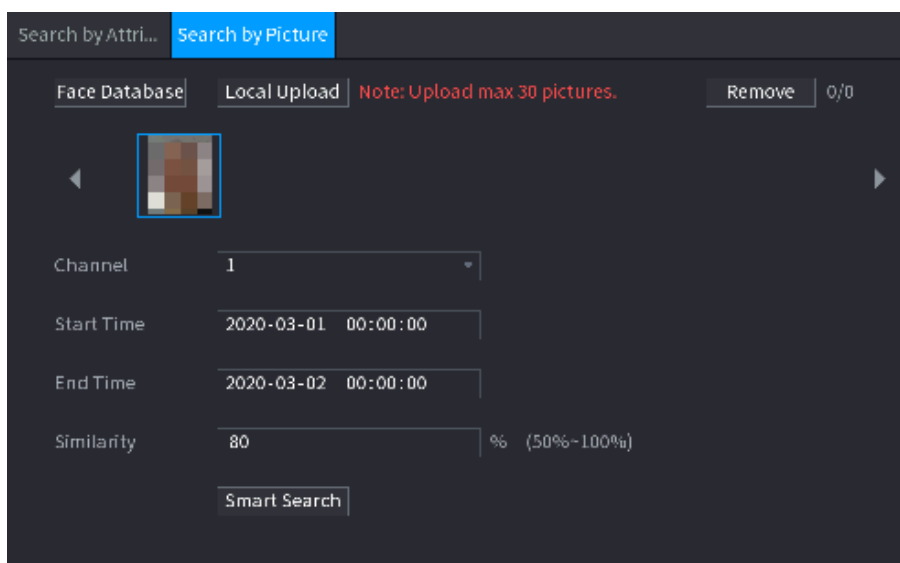 Search by Attri... Search by Picture
Face Database Local Upload Note: Upload max 30 pictures. Remove 0/0
Channel 1
Start Time 2020-03-01 00:00:00
End Time 2020-03-02 00:00:00
Similarity 80 % (50%~100%)
Smart Search